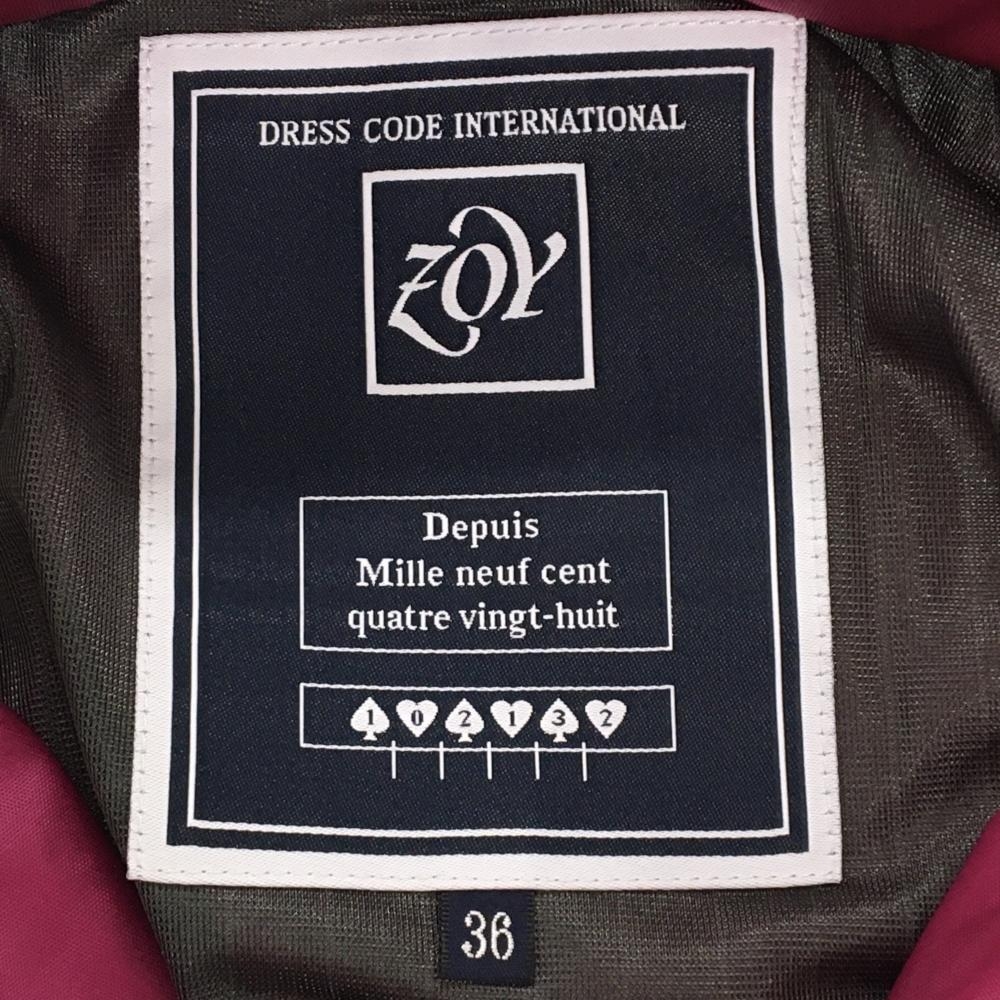 DRESS CODE INTERNATIONAL
ZOY
Depuis
Mille neuf cent
quatre vingt-huit
1 0 2 1 3 2
36